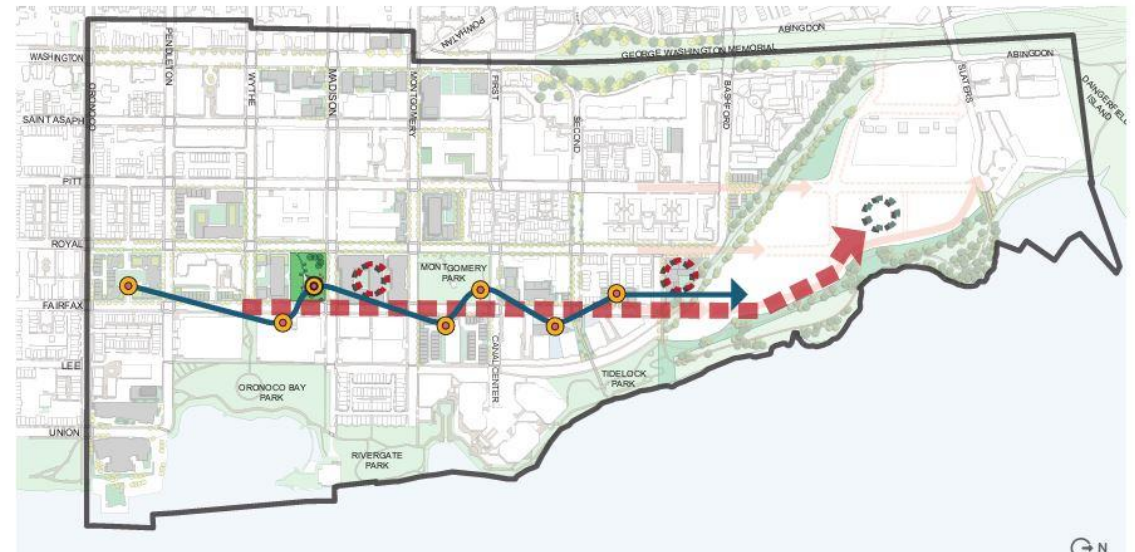 POWHATAN
ABINGDON
WASHINGTON
PENDLETON
GEORGE WASHINGTON MEMORIAL
ABINGDON
ORONOCO
WYTHE
MADISON
MONTGOMERY
FIRST
BASHFORD
SLATERS
DANGERFIELD
ISLAND
SAINT ASAPH
SECOND
PITT
ROYAL
MONTGOMERY
PARK
FAIRFAX
LEE
CANAL CENTER
TIDELOCK
PARK
ORONOCO BAY
PARK
UNION
RIVERGATE
PARK
N